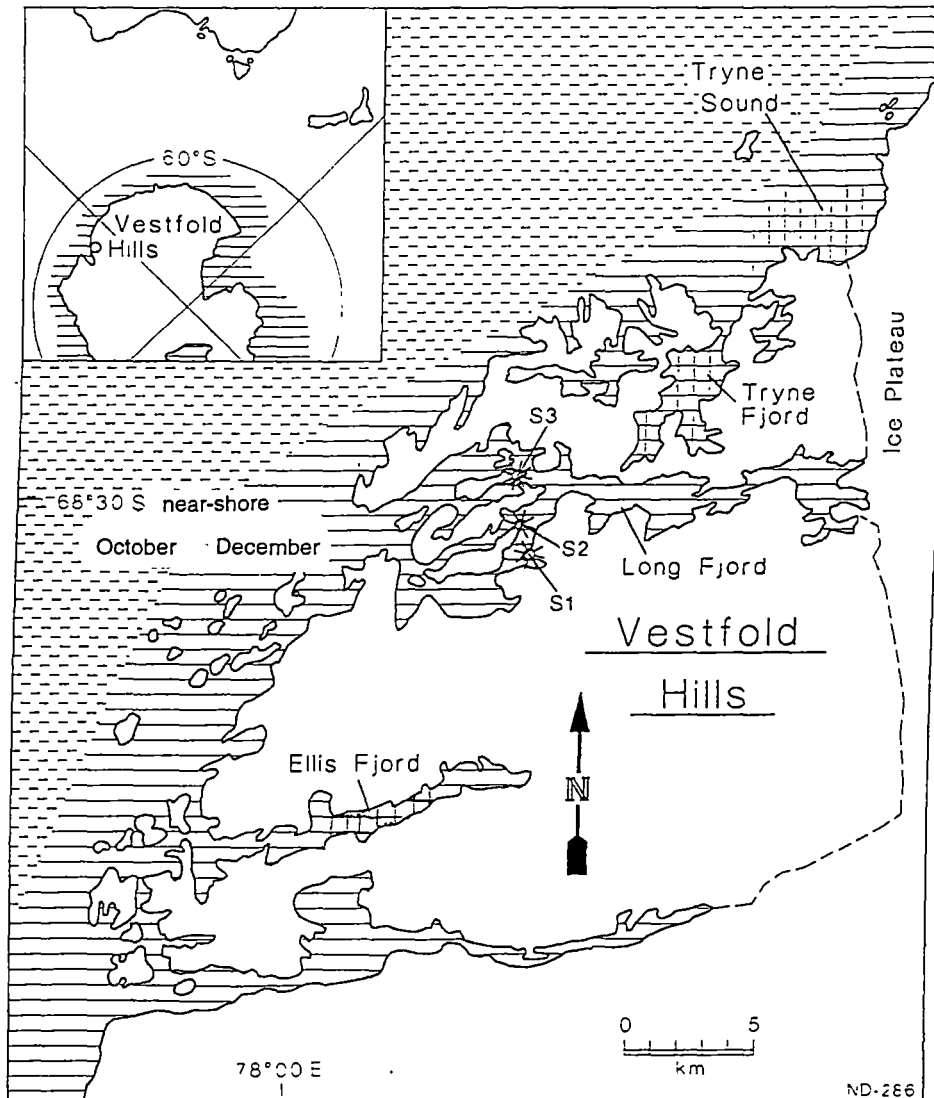 Tryne
Sound
60°S
Vestfold
Hills
Ice Plateau
Tryne
Fjord
S3
68°30 S near-shore
October December
S2
Long Fjord
S1
Vestfold
Hills
Ellis Fjord
N
0 5
km
78°00 E
ND-286